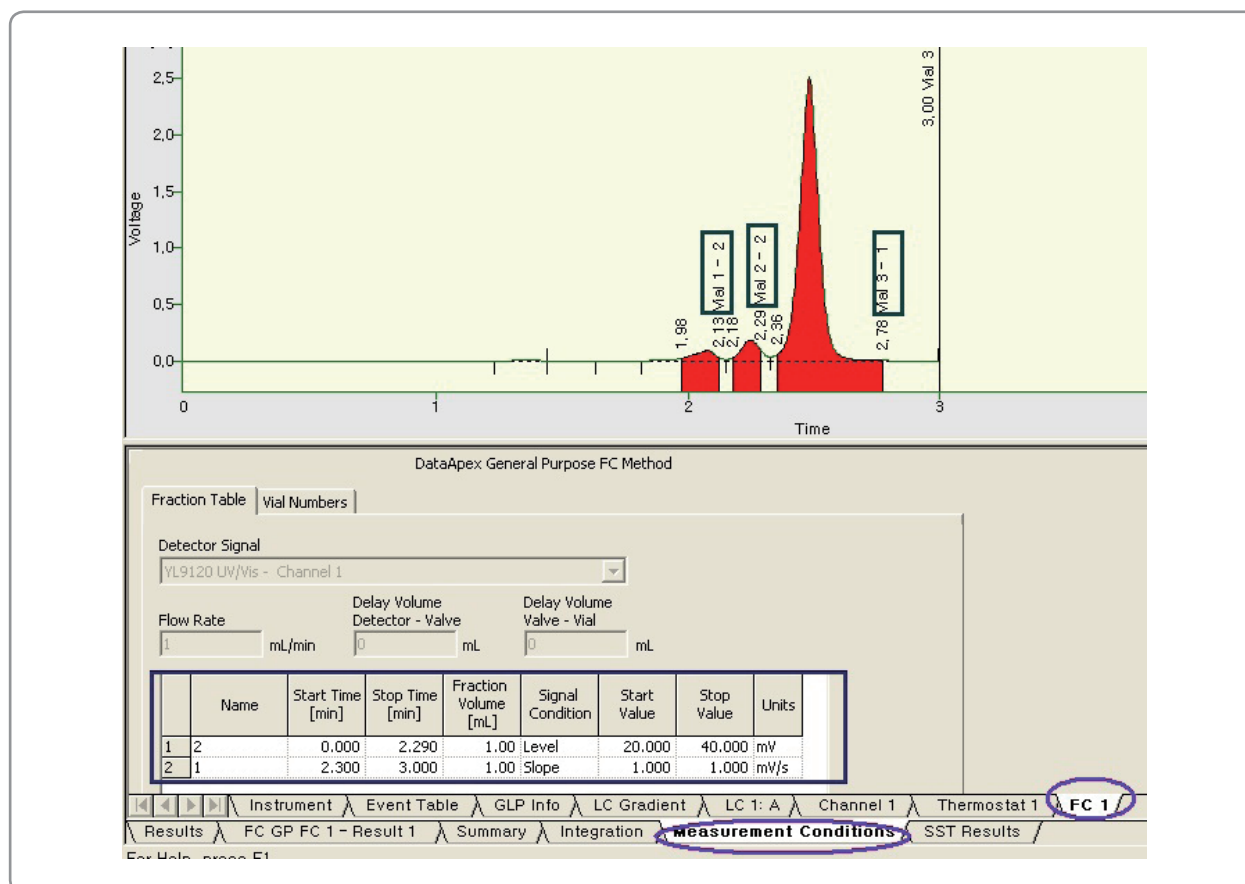 2,5
2,0
1,5
1,0
0,5
0,0
Voltage
1,98
2,13 Vial 1 - 2
2,18
2,29 Vial 2 - 2
2,36
2,78 Vial 3 - 1
3,00 Vial 3
0 1 2 3
Time
DataApex General Purpose FC Method
Fraction Table Vial Numbers
Detector Signal
YL9120 UV/Vis - Channel 1
Flow Rate Delay Volume Detector - Valve Delay Volume Valve - Vial
1 mL/min 0 mL 0 mL
Name Start Time [min] Stop Time [min] Fraction Volume [mL] Signal Condition Start Value Stop Value Units
1 2 0.000 2.290 1.00 Level 20.000 40.000 mV
2 1 2.300 3.000 1.00 Slope 1.000 1.000 mV/s
Instrument Event Table GLP Info LC Gradient LC 1: A Channel 1 Thermostat 1 FC 1
Results FC GP FC 1 - Result 1 Summary Integration Measurement Conditions SST Results
For Help, press F1